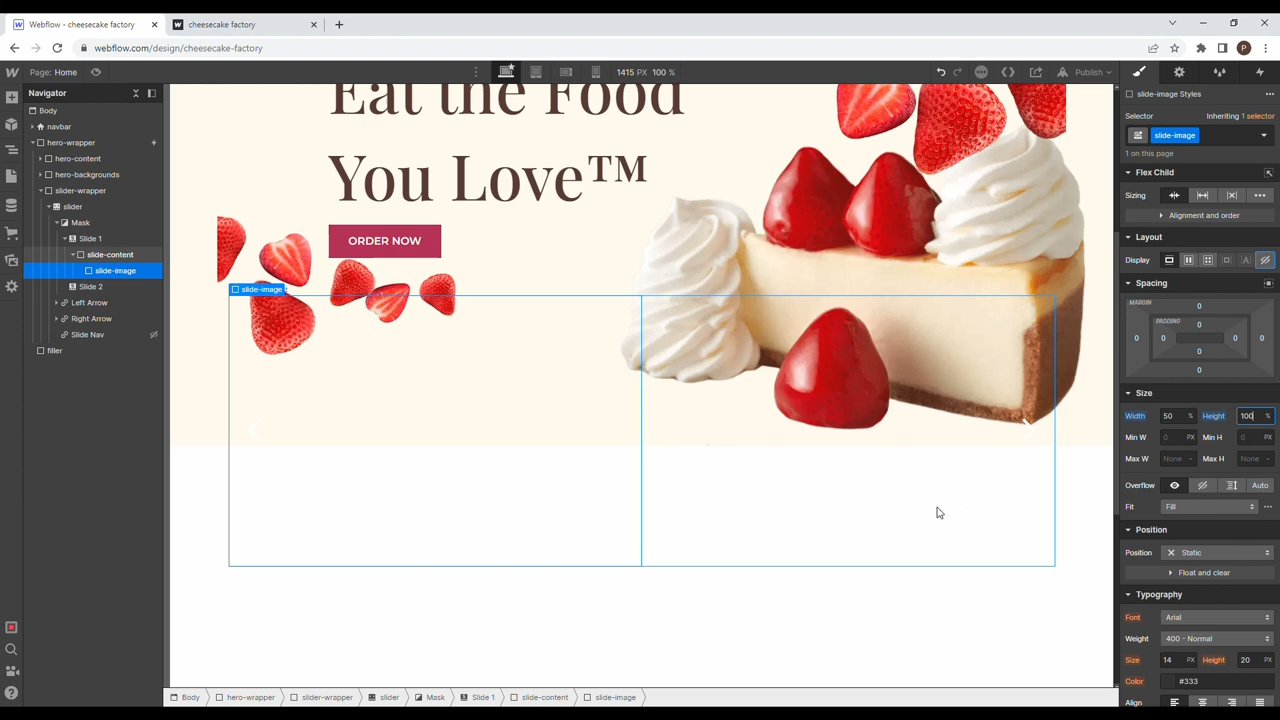 Webflow - cheesecake factory
cheesecake factory
webflow.com/design/cheesecake-factory
P
Page: Home
1415 PX 100 %
Publish
Navigator
Body
navbar
hero-wrapper
hero-content
hero-backgrounds
slider-wrapper
slider
Mask
Slide 1
slide-content
slide-image
Slide 2
Left Arrow
Right Arrow
Slide Nav
filler
Eat the Food
You Love™
ORDER NOW
slide-image
slide-image Styles
Selector
Inheriting 1 selector
slide-image
1 on this page
Flex Child
Sizing
Alignment and order
Layout
Display
Spacing
MARGIN
0
PADDING
0
0 0 0 0
0
0
Size
Width 50 % Height 100 %
Min W 0 PX Min H 0 PX
Max W None - Max H None -
Overflow Auto
Fit Fill
Position
Position Static
Float and clear
Typography
Font Arial
Weight 400 - Normal
Size 14 PX Height 20 PX
Color #333
Align
Body hero-wrapper slider-wrapper slider Mask Slide 1 slide-content slide-image